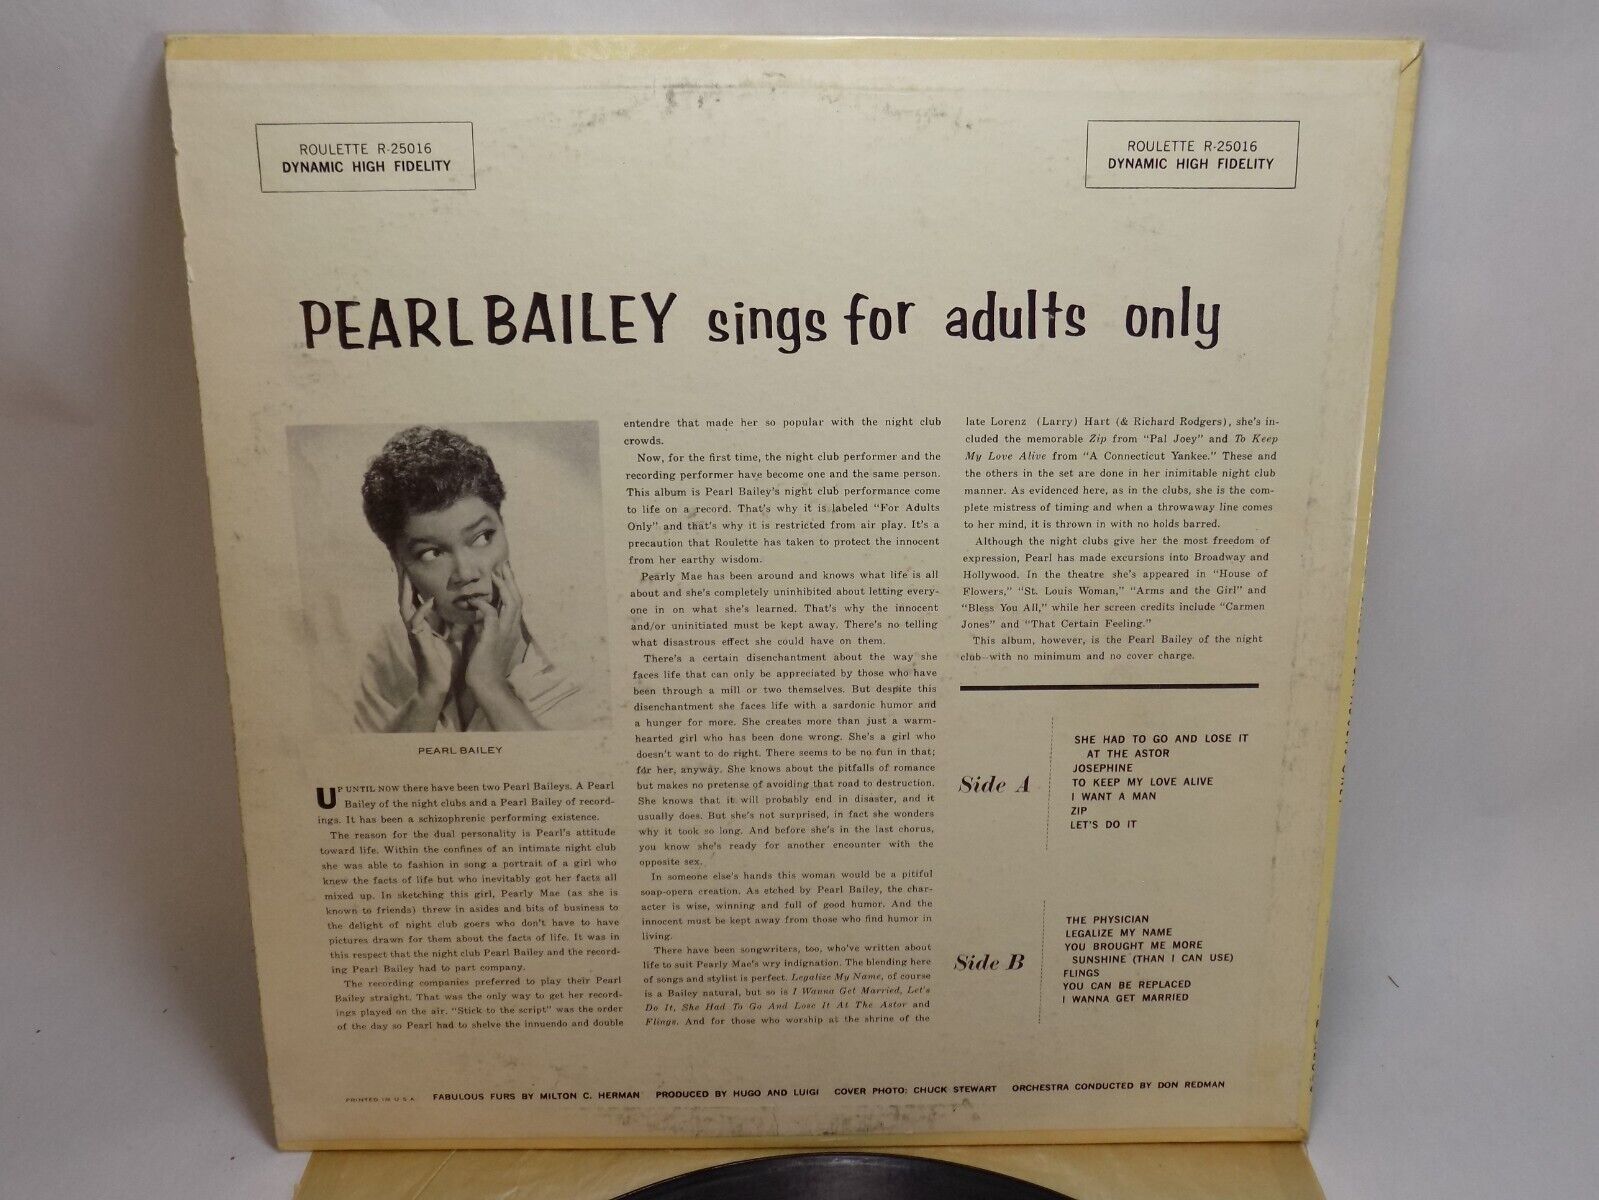 ROULETTE R-25016
DYNAMIC HIGH FIDELITY
ROULETTE R-25016
DYNAMIC HIGH FIDELITY
PEARL BAILEY sings for adults only
PEARL BAILEY
UP UNTIL NOW there have been two Pearl Baileys. A Pearl
Bailey of the night clubs and a Pearl Bailey of record-
ings. It has been a schizophrenic performing existence.
The reason for the dual personality is Pearl's attitude
toward life. Within the confines of an intimate night club
she was able to fashion in song a portrait of a girl who
knew the facts of life but who inevitably got her facts all
mixed up. In sketching this girl, Pearly Mae (as she is
known to friends) threw in asides and bits of business to
the delight of night club goers who don't have to have
pictures drawn for them about the facts of life. It was in
this respect that the night club Pearl Bailey and the record-
ing Pearl Bailey had to part company.
The recording companies preferred to play their Pearl
Bailey straight. That was the only way to get her record-
ings played on the air. "Stick to the script" was the order
of the day so Pearl had to shelve the innuendo and double
entendre that made her so popular with the night club
crowds.
Now, for the first time, the night club performer and the
recording performer have become one and the same person.
This album is Pearl Bailey's night club performance come
to life on a record. That's why it is labeled "For Adults
Only" and that's why it is restricted from air play. It's a
precaution that Roulette has taken to protect the innocent
from her earthy wisdom.
Pearly Mae has been around and knows what life is all
about and she's completely uninhibited about letting every-
one in on what she's learned. That's why the innocent
and/or uninitiated must be kept away. There's no telling
what disastrous effect she could have on them.
There's a certain disenchantment about the way she
faces life that can only be appreciated by those who have
been through a mill or two themselves. But despite this
disenchantment she faces life with a sardonic humor and
a hunger for more. She creates more than just a warm-
hearted girl who has been done wrong. She's a girl who
doesn't want to do right. There seems to be no fun in that;
for her, anyway. She knows about the pitfalls of romance
but makes no pretense of avoiding that road to destruction.
She knows that it will probably end in disaster, and it
usually does. But she's not surprised, in fact she wonders
why it took so long. And before she's in the last chorus,
you know she's ready for another encounter with the
opposite sex.
In someone else's hands this woman would be a pitiful
soap-opera creation. As etched by Pearl Bailey, the char-
acter is wise, winning and full of good humor. And the
innocent must be kept away from those who find humor in
living.
There have been songwriters, too, who've written about
life to suit Pearly Mae's wry indignation. The blending here
of songs and stylist is perfect. Legalize My Name, of course
is a Bailey natural, but so is I Wanna Get Married, Let's
Do It, She Had To Go And Lose It At The Astor and
Flings. And for those who worship at the shrine of the
late Lorenz (Larry) Hart (& Richard Rodgers), she's in-
cluded the memorable Zip from "Pal Joey" and To Keep
My Love Alive from "A Connecticut Yankee." These and
the others in the set are done in her inimitable night club
manner. As evidenced here, as in the clubs, she is the com-
plete mistress of timing and when a throwaway line comes
to her mind, it is thrown in with no holds barred.
Although the night clubs give her the most freedom of
expression, Pearl has made excursions into Broadway and
Hollywood. In the theatre she's appeared in "House of
Flowers," "St. Louis Woman," "Arms and the Girl" and
"Bless You All," while her screen credits include "Carmen
Jones" and "That Certain Feeling."
This album, however, is the Pearl Bailey of the night
club—with no minimum and no cover charge.
Side A
SHE HAD TO GO AND LOSE IT
AT THE ASTOR
JOSEPHINE
TO KEEP MY LOVE ALIVE
I WANT A MAN
ZIP
LET'S DO IT
Side B
THE PHYSICIAN
LEGALIZE MY NAME
YOU BROUGHT ME MORE
SUNSHINE (THAN I CAN USE)
FLINGS
YOU CAN BE REPLACED
I WANNA GET MARRIED
PRINTED IN U.S.A. FABULOUS FURS BY MILTON C. HERMAN PRODUCED BY HUGO AND LUIGI COVER PHOTO: CHUCK STEWART ORCHESTRA CONDUCTED BY DON REDMAN